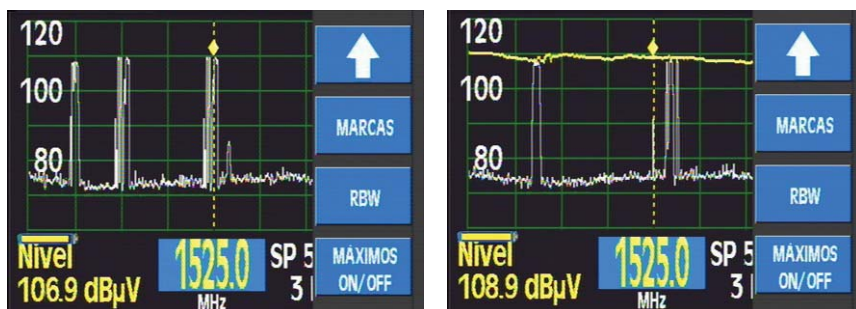 120
100
80
MARCAS
RBW
Nivel
106.9 dBµV
1525.0
MHz
SP 5
3
MÁXIMOS
ON/OFF
120
100
80
MARCAS
RBW
Nivel
108.9 dBµV
1525.0
MHz
SP 5
3
MÁXIMOS
ON/OFF